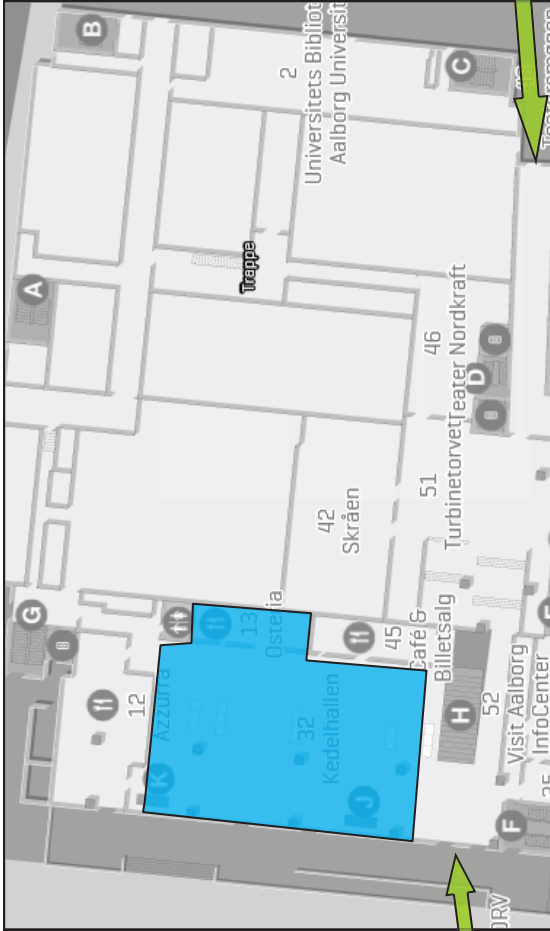 B
2
Universitets Bibliot
Aalborg Universit
C
A
Trappe
46
Teater Nordkraft
D
51
Turbinetorvet
42
Skråen
G
13
Osteria
45
Café &
Billetsalg
12
Azzurra
32
Kedelhallen
K
J
H
52
Visit Aalborg
InfoCenter
F